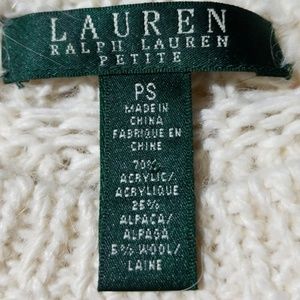 LAUREN
RALPH LAUREN
PETITE
PS
MADE IN
CHINA
FABRIQUE EN
CHINE
70%
ACRYLIC/
ACRYLIQUE
25%
ALPACA/
ALPAGA
5% WOOL/
LAINE